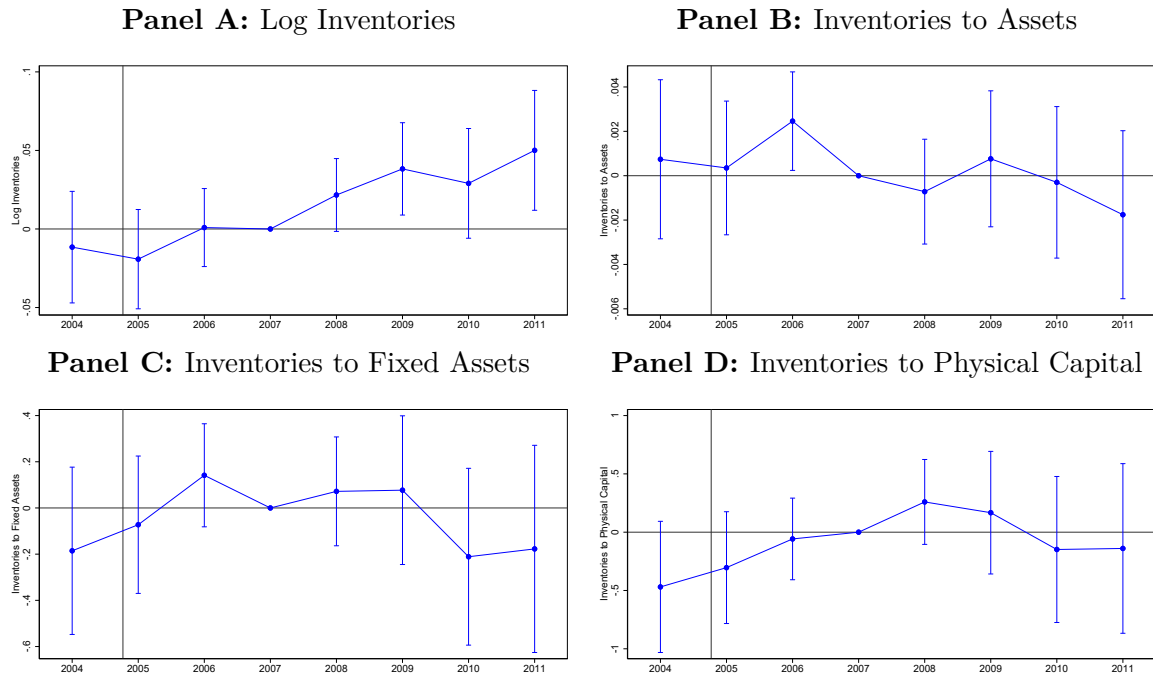 Panel A: Log Inventories
Log Inventories
.1
.05
0
-.05
2004 2005 2006 2007 2008 2009 2010 2011
Panel B: Inventories to Assets
Inventories to Assets
.004
.002
0
-.002
-.004
-.006
2004 2005 2006 2007 2008 2009 2010 2011
Panel C: Inventories to Fixed Assets
Inventories to Fixed Assets
.4
.2
0
-.2
-.4
-.6
2004 2005 2006 2007 2008 2009 2010 2011
Panel D: Inventories to Physical Capital
Inventories to Physical Capital
1
.5
0
-.5
-1
2004 2005 2006 2007 2008 2009 2010 2011